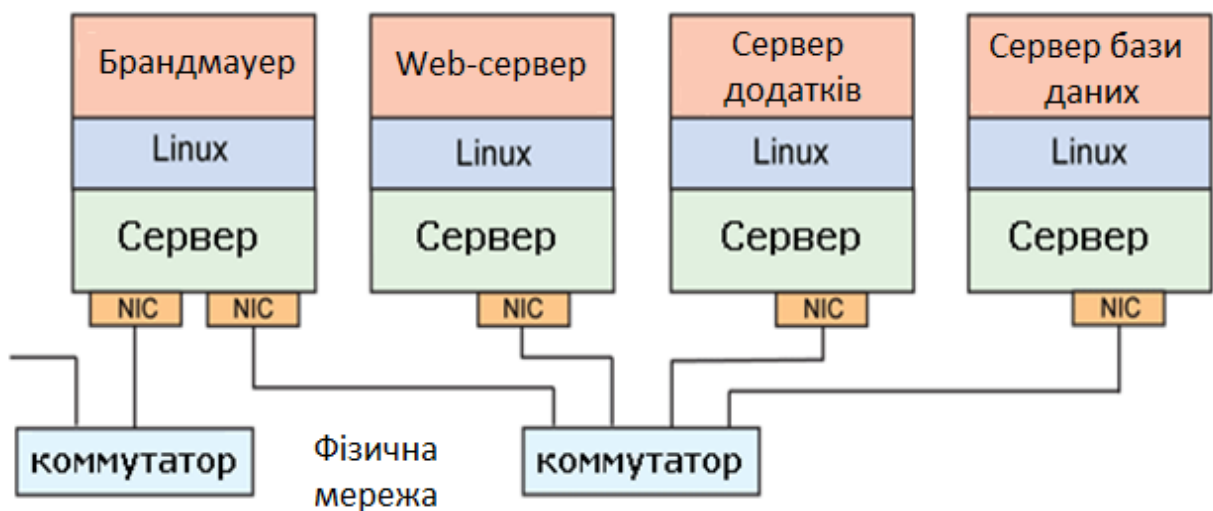 Брандмауер
Web-сервер
Сервер
додатків
Сервер бази
даних
Linux
Linux
Linux
Linux
Сервер
Сервер
Сервер
Сервер
NIC
NIC
NIC
NIC
NIC
коммутатор
Фізична
мережа
коммутатор